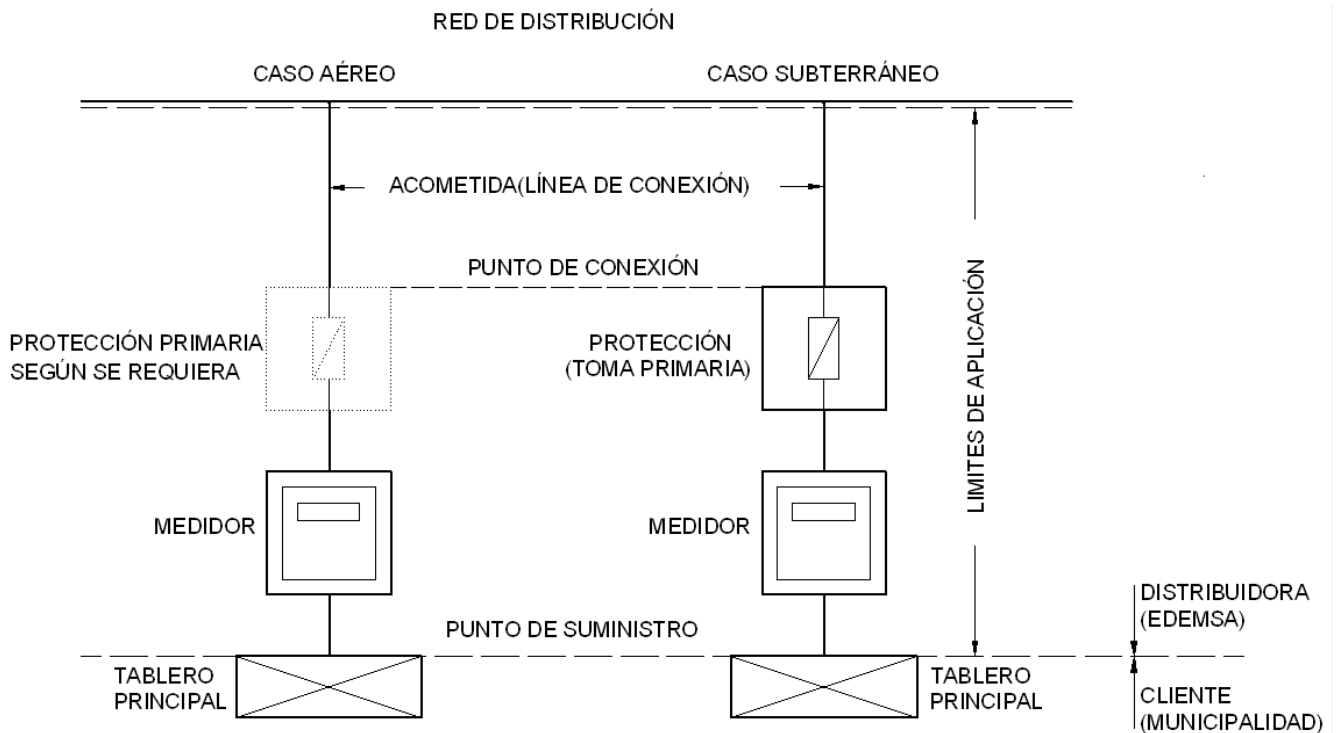 RED DE DISTRIBUCIÓN
CASO AÉREO
CASO SUBTERRÁNEO
ACOMETIDA(LÍNEA DE CONEXIÓN)
PUNTO DE CONEXIÓN
PROTECCIÓN PRIMARIA
SEGÚN SE REQUIERA
PROTECCIÓN
(TOMA PRIMARIA)
LIMITES DE APLICACIÓN
MEDIDOR
MEDIDOR
PUNTO DE SUMINISTRO
DISTRIBUIDORA
(EDEMSA)
TABLERO
PRINCIPAL
TABLERO
PRINCIPAL
CLIENTE
(MUNICIPALIDAD)